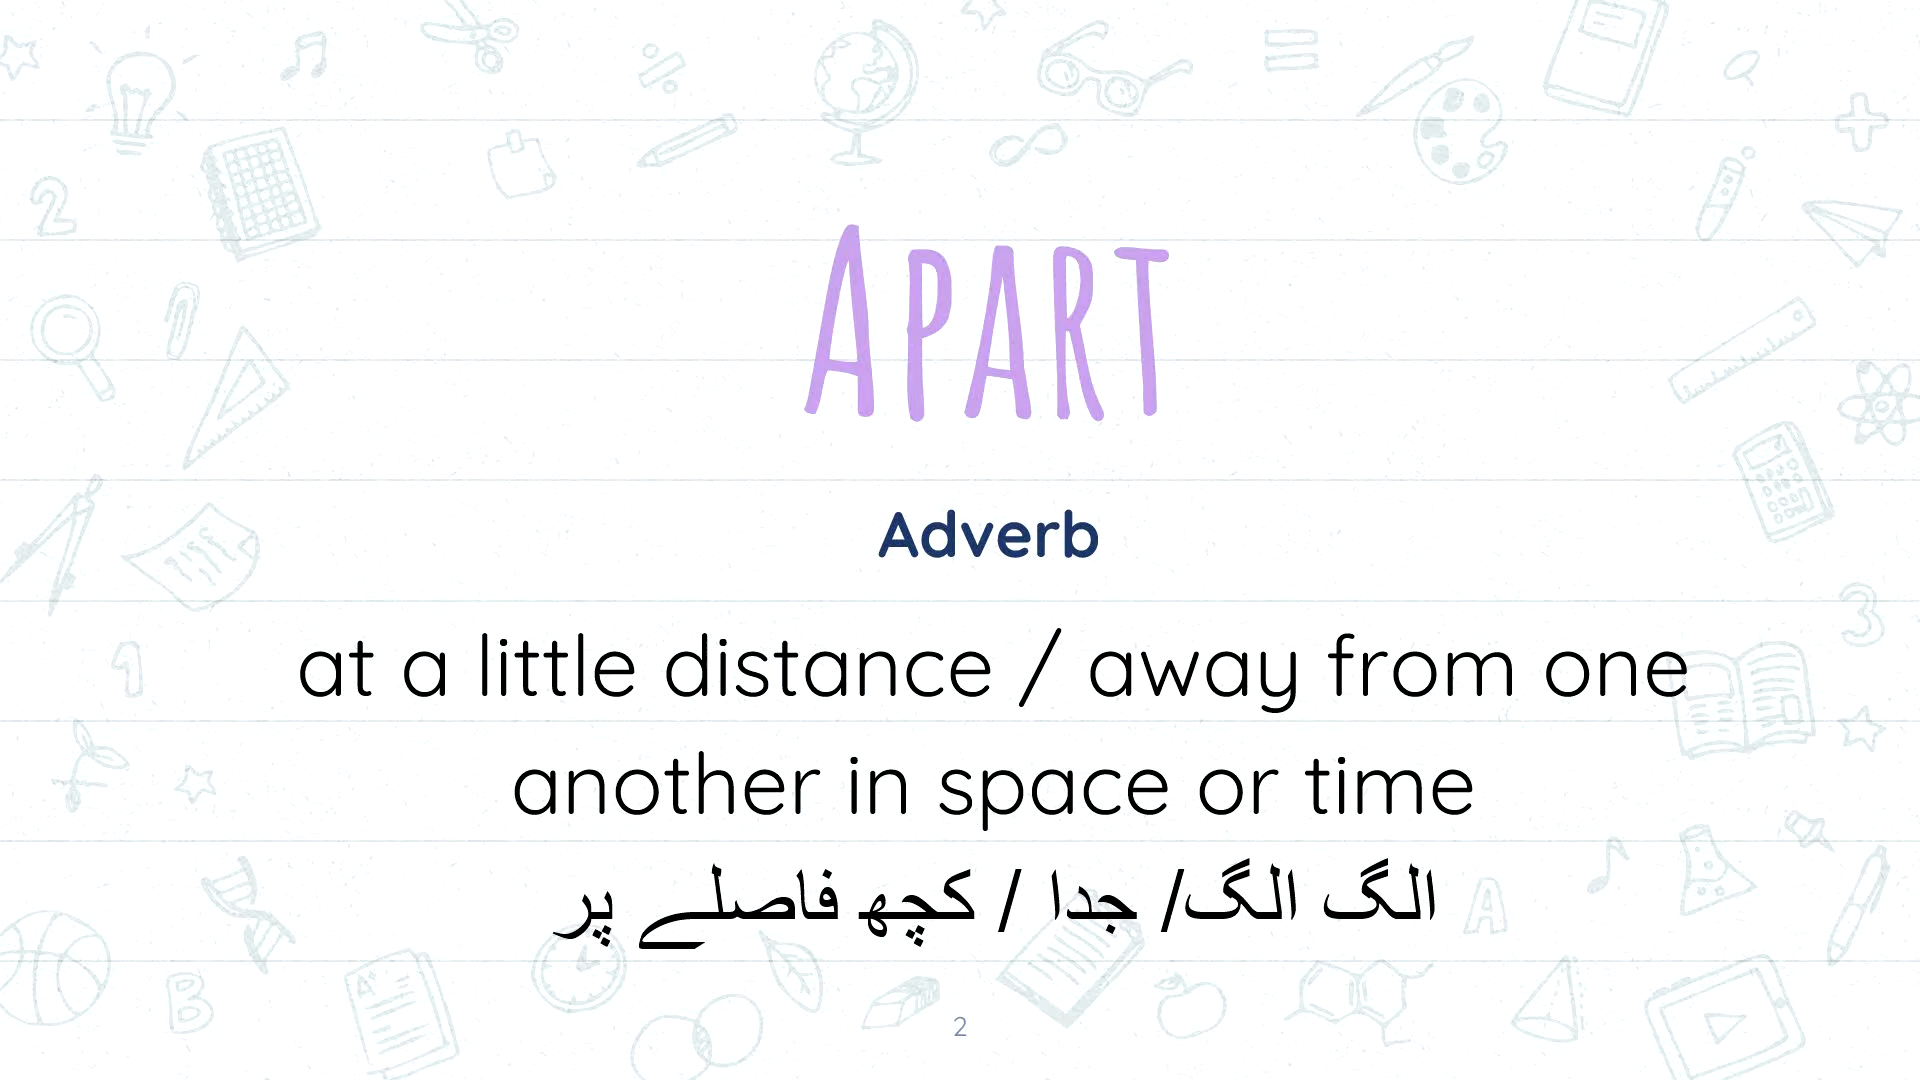 Apart
Adverb
at a little distance / away from one
another in space or time
الگ الگ/ جدا / کچھ فاصلے پر
2